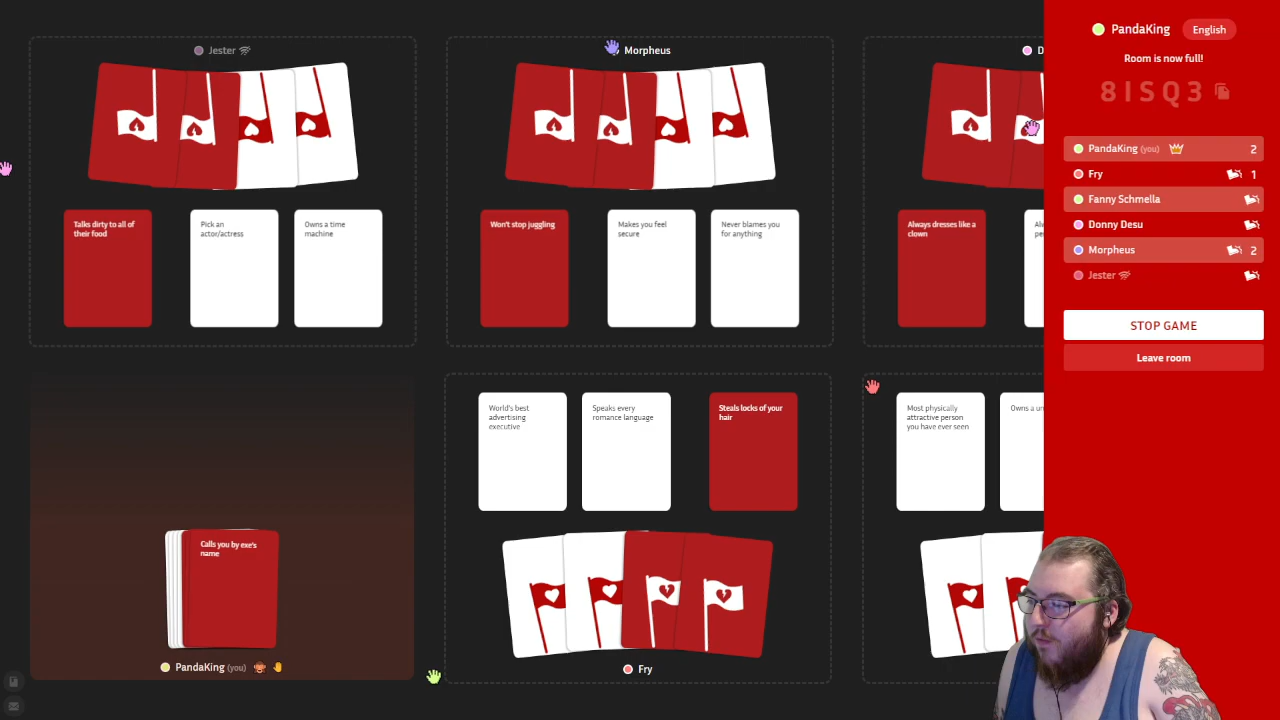 Jester
Talks dirty to all of
their food
Pick an
actor/actress
Owns a time
machine
Morpheus
Won't stop juggling
Makes you feel
secure
Never blames you
for anything
D
Always dresses like a
clown
Calls you by exe's
name
PandaKing (you)
World's best
advertising
executive
Speaks every
romance language
Steals locks of your
hair
Fry
Most physically
attractive person
you have ever seen
PandaKing
English
Room is now full!
8ISQ3
PandaKing (you) 2
Fry 1
Fanny Schmella
Donny Desu
Morpheus 2
Jester
STOP GAME
Leave room